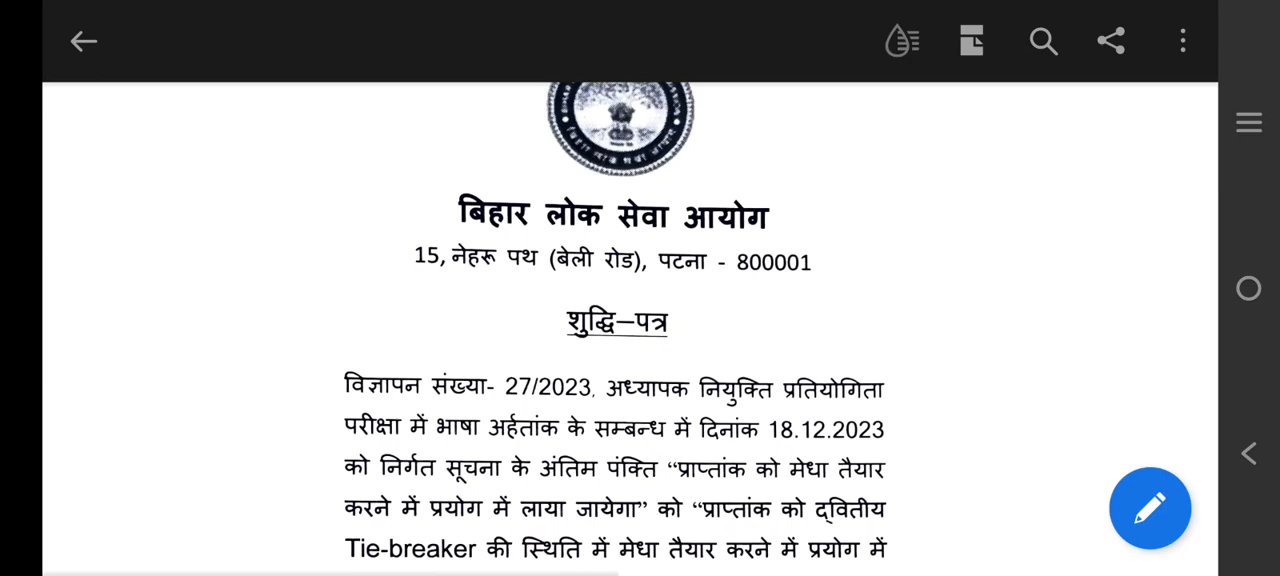 बिहार लोक सेवा आयोग
15, नेहरू पथ (बेली रोड), पटना - 800001
शुद्धि–पत्र
विज्ञापन संख्या- 27/2023, अध्यापक नियुक्ति प्रतियोगिता
परीक्षा में भाषा अर्हतांक के सम्बन्ध में दिनांक 18.12.2023
को निर्गत सूचना के अंतिम पंक्ति “प्राप्तांक को मेधा तैयार
करने में प्रयोग में लाया जायेगा” को “प्राप्तांक को द्वितीय
Tie-breaker की स्थिति में मेधा तैयार करने में प्रयोग में